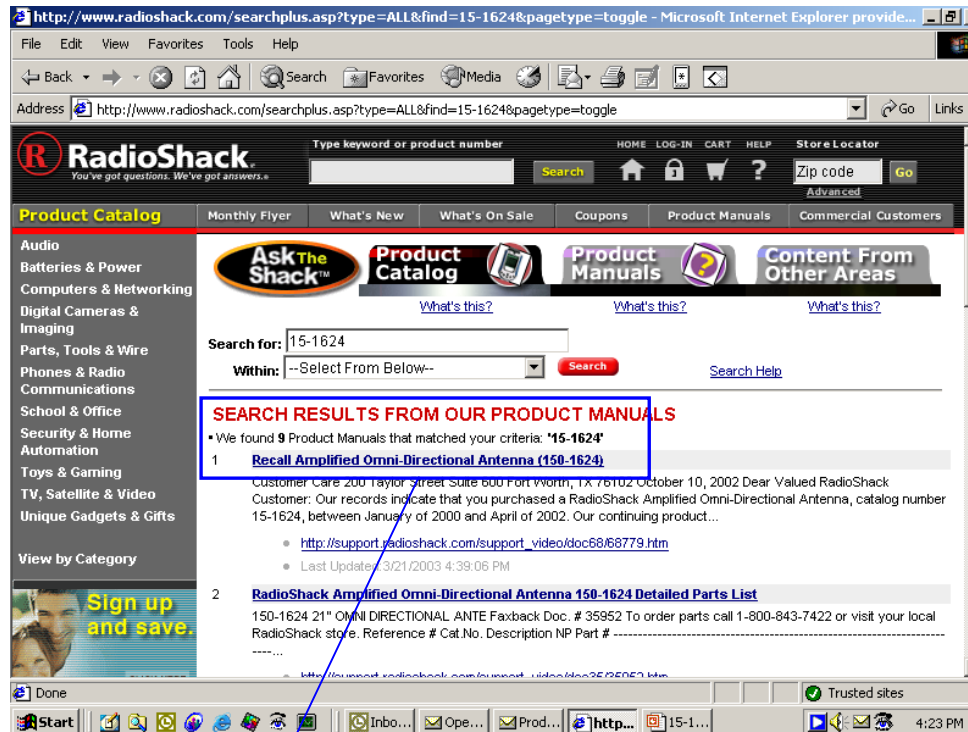 http://www.radioshack.com/searchplus.asp?type=ALL&find=15-1624&pagetype=toggle - Microsoft Internet Explorer provide...
File Edit View Favorites Tools Help
Back Search Favorites Media
Address http://www.radioshack.com/searchplus.asp?type=ALL&find=15-1624&pagetype=toggle Go Links
R RadioShack.
You've got questions. We've got answers.®
Type keyword or product number
Search
HOME LOG-IN CART HELP
Store Locator
Zip code Go
Advanced
Product Catalog Monthly Flyer What's New What's On Sale Coupons Product Manuals Commercial Customers
Audio
Batteries & Power
Computers & Networking
Digital Cameras &
Imaging
Parts, Tools & Wire
Phones & Radio
Communications
School & Office
Security & Home
Automation
Toys & Gaming
TV, Satellite & Video
Unique Gadgets & Gifts
View by Category
Sign up
and save.
Ask The
Shack™
Product
Catalog
Product
Manuals
Content From
Other Areas
What's this? What's this? What's this?
Search for: 15-1624
Within: --Select From Below-- Search Search Help
SEARCH RESULTS FROM OUR PRODUCT MANUALS
▪ We found 9 Product Manuals that matched your criteria: '15-1624'
1 Recall Amplified Omni-Directional Antenna (150-1624)
Customer Care 200 Taylor Street Suite 600 Fort Worth, TX 76102 October 10, 2002 Dear Valued RadioShack
Customer: Our records indicate that you purchased a RadioShack Amplified Omni-Directional Antenna, catalog number
15-1624, between January of 2000 and April of 2002. Our continuing product...
http://support.radioshack.com/support_video/doc68/68779.htm
Last Updated 3/21/2003 4:39:06 PM
2 RadioShack Amplified Omni-Directional Antenna 150-1624 Detailed Parts List
150-1624 21" OMNI DIRECTIONAL ANTE Faxback Doc. # 35952 To order parts call 1-800-843-7422 or visit your local
RadioShack store. Reference # Cat.No. Description NP Part # ------------------------------------------------------------------
----...
http://support.radioshack.com/support_video/doc35/35952.htm
Done Trusted sites
Start Inbo... Ope... Prod... http... 15-1... 4:23 PM